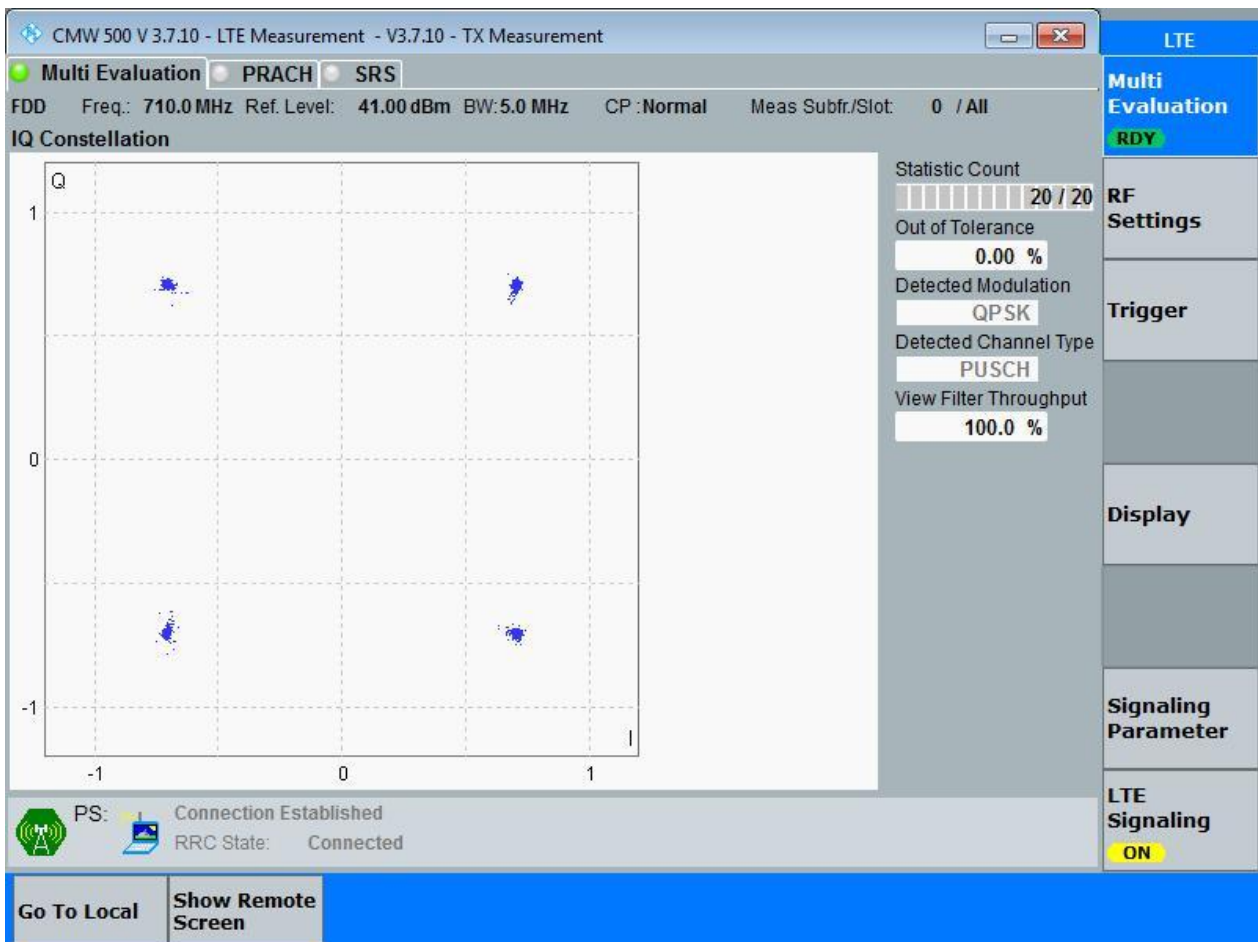 CMW 500 V 3.7.10 - LTE Measurement - V3.7.10 - TX Measurement
LTE
Multi Evaluation PRACH SRS
FDD Freq.: 710.0 MHz Ref. Level: 41.00 dBm BW: 5.0 MHz CP : Normal Meas Subfr./Slot: 0 / All
IQ Constellation
Q
1
0
-1
I
-1 0 1
Statistic Count
20 / 20
Out of Tolerance
0.00 %
Detected Modulation
QPSK
Detected Channel Type
PUSCH
View Filter Throughput
100.0 %
Multi
Evaluation
RDY
RF
Settings
Trigger
Display
Signaling
Parameter
LTE
Signaling
ON
PS: Connection Established
RRC State: Connected
Go To Local
Show Remote
Screen